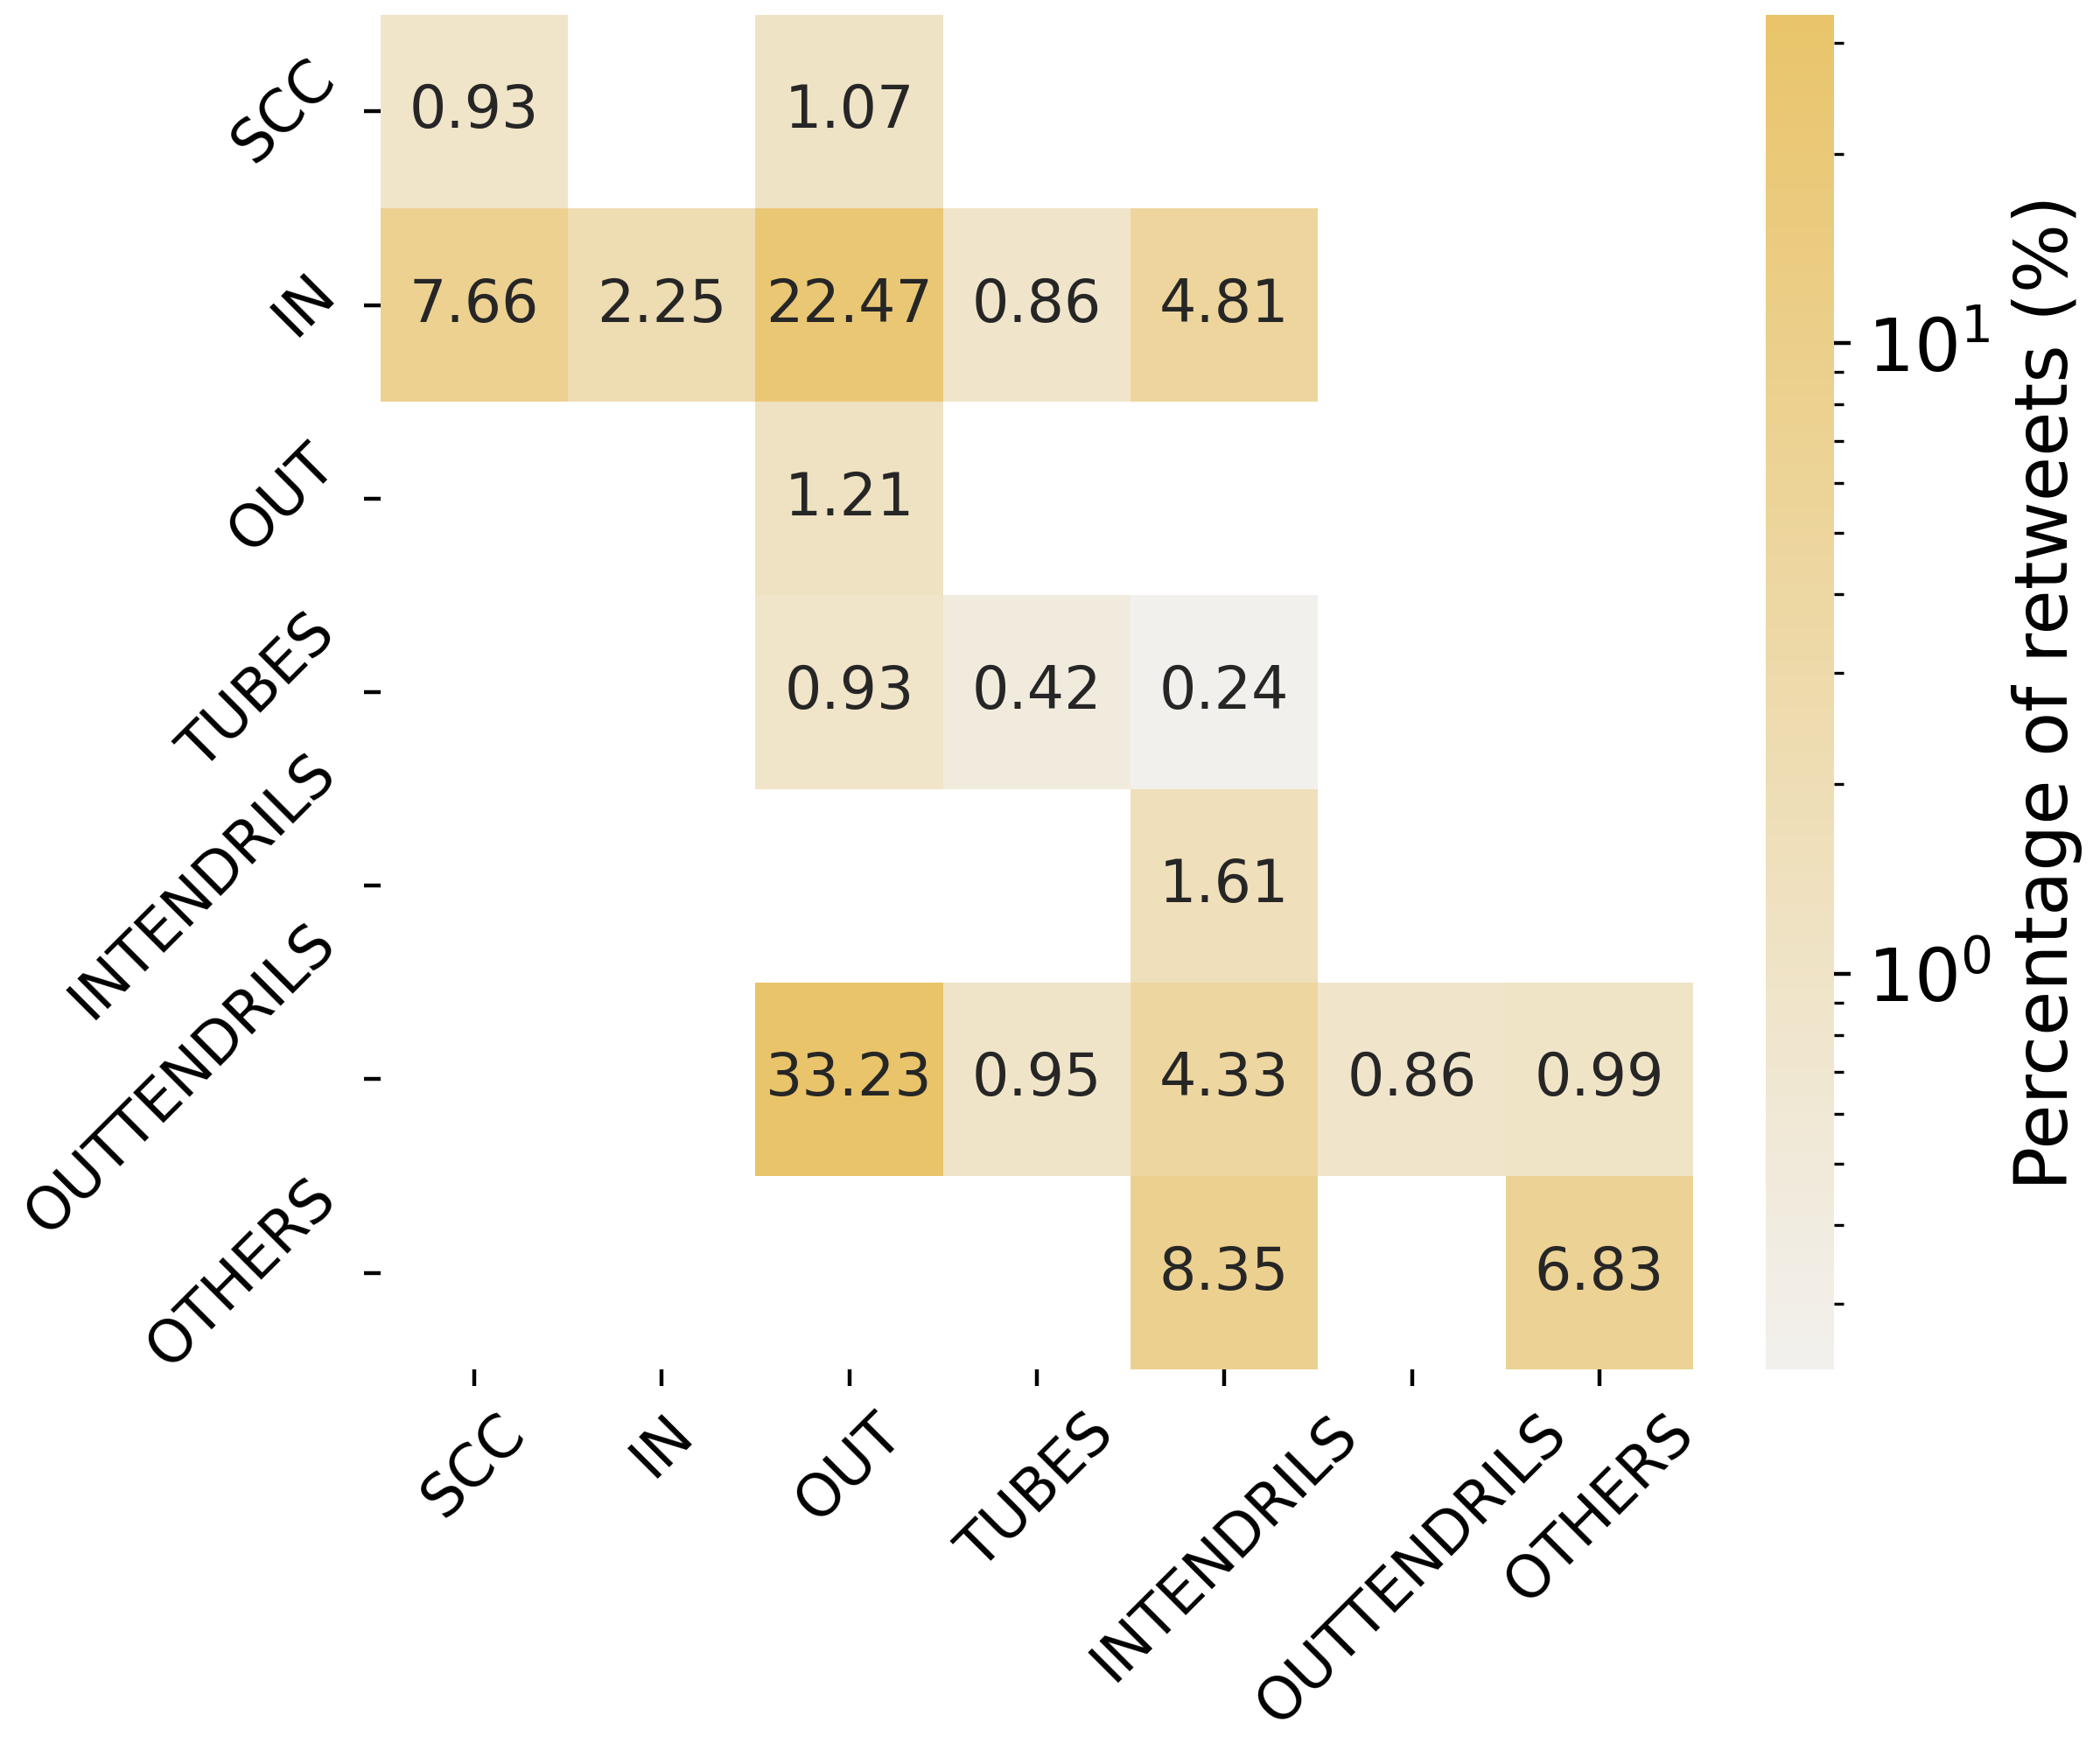 SCC 0.93 1.07
IN 7.66 2.25 22.47 0.86 4.81
OUT 1.21
TUBES 0.93 0.42 0.24
INTENDRILS 1.61
OUTTENDRILS 33.23 0.95 4.33 0.86 0.99
OTHERS 8.35 6.83
SCC IN OUT TUBES INTENDRILS OUTTENDRILS OTHERS
10¹
10⁰
Percentage of retweets (%)